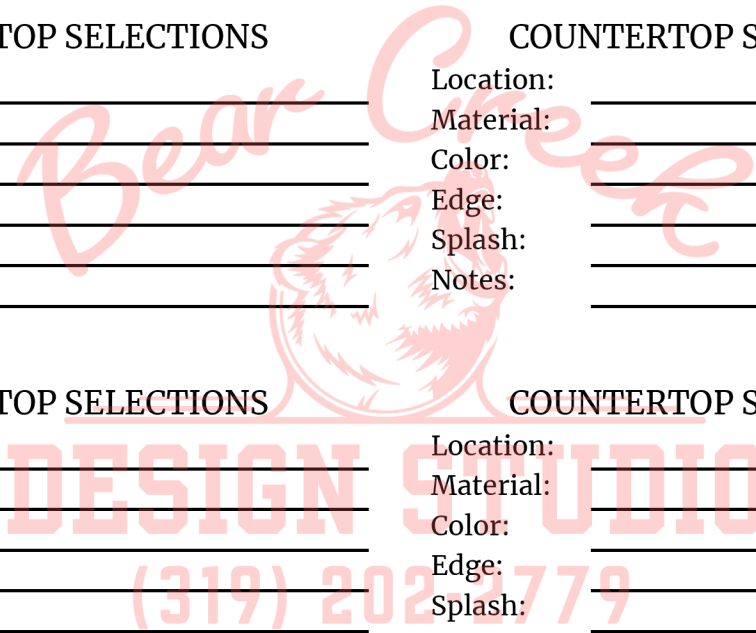 TOP SELECTIONS
COUNTERTOP S
Location:
Material:
Color:
Edge:
Splash:
Notes:
Bear Creek
TOP SELECTIONS
COUNTERTOP S
Location:
Material:
Color:
Edge:
Splash:
DESIGN STUDIO
(319) 202-2779